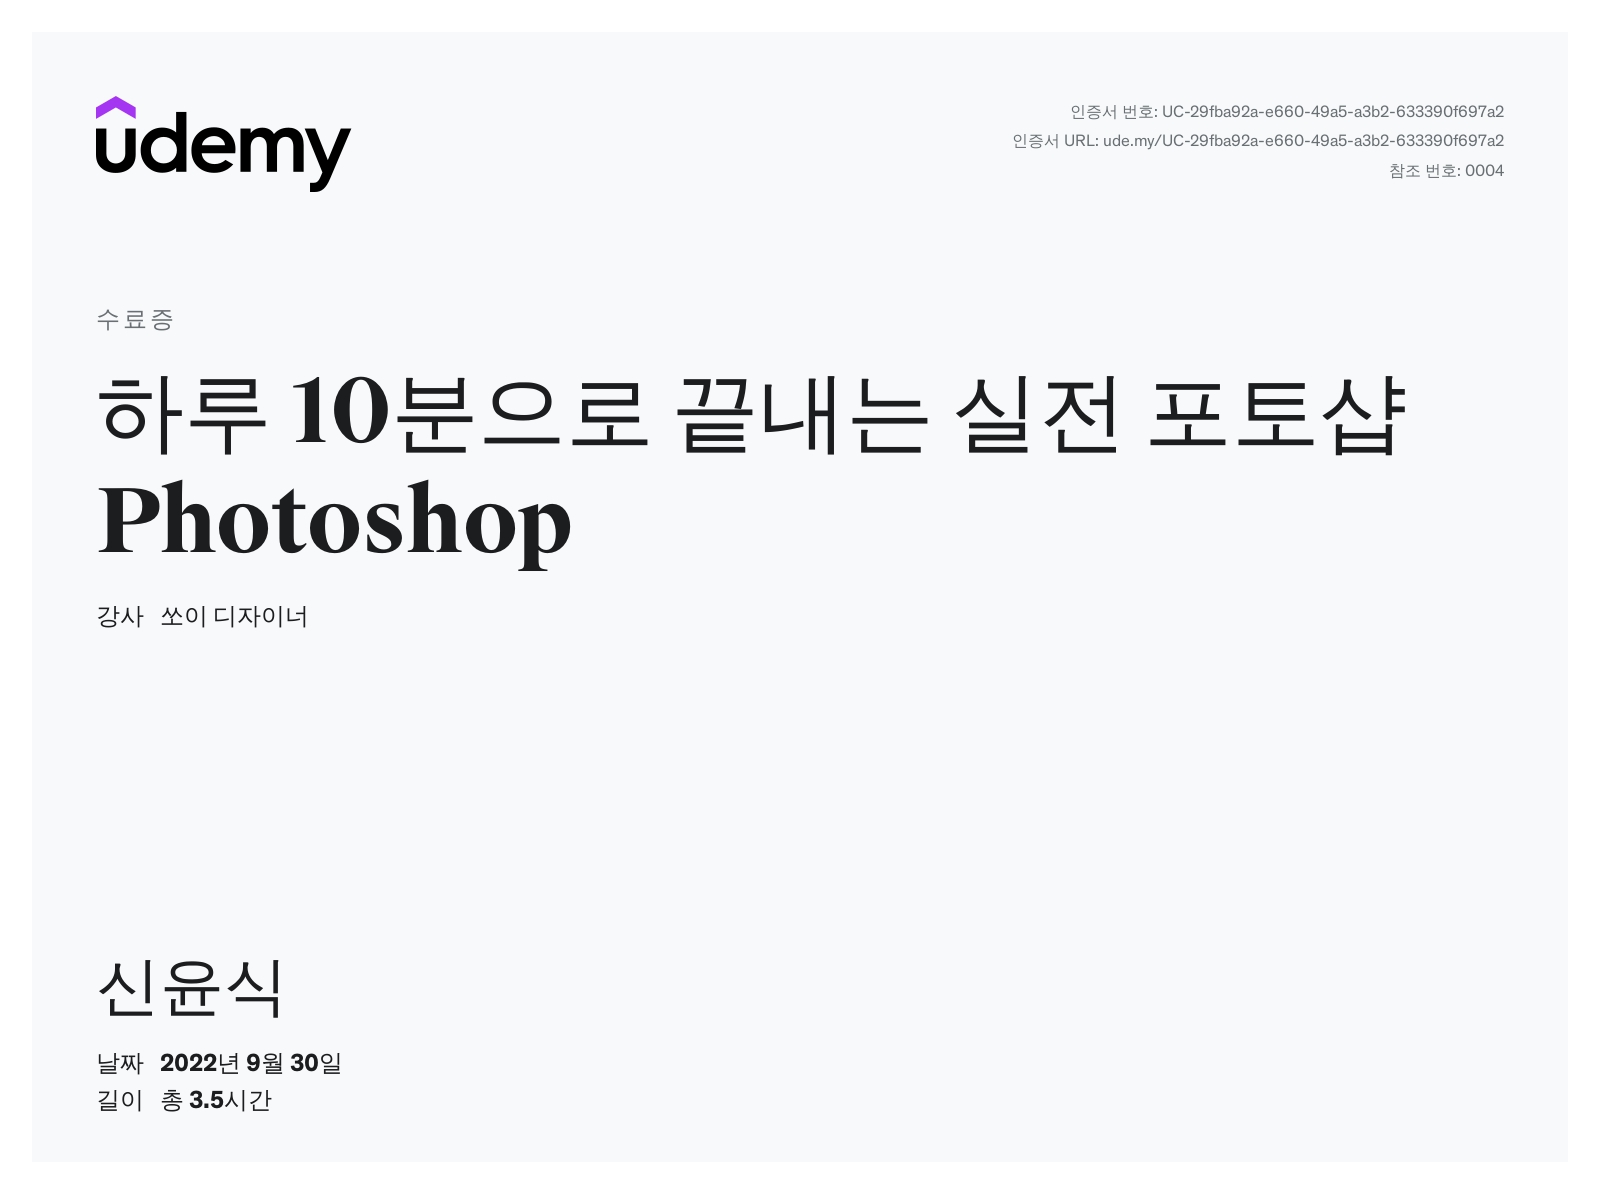 udemy
인증서 번호: UC-29fba92a-e660-49a5-a3b2-633390f697a2
인증서 URL: ude.my/UC-29fba92a-e660-49a5-a3b2-633390f697a2
참조 번호: 0004
수료증
하루 10분으로 끝내는 실전 포토샵
Photoshop
강사 쏘이 디자이너
신윤식
날짜 2022년 9월 30일
길이 총 3.5시간